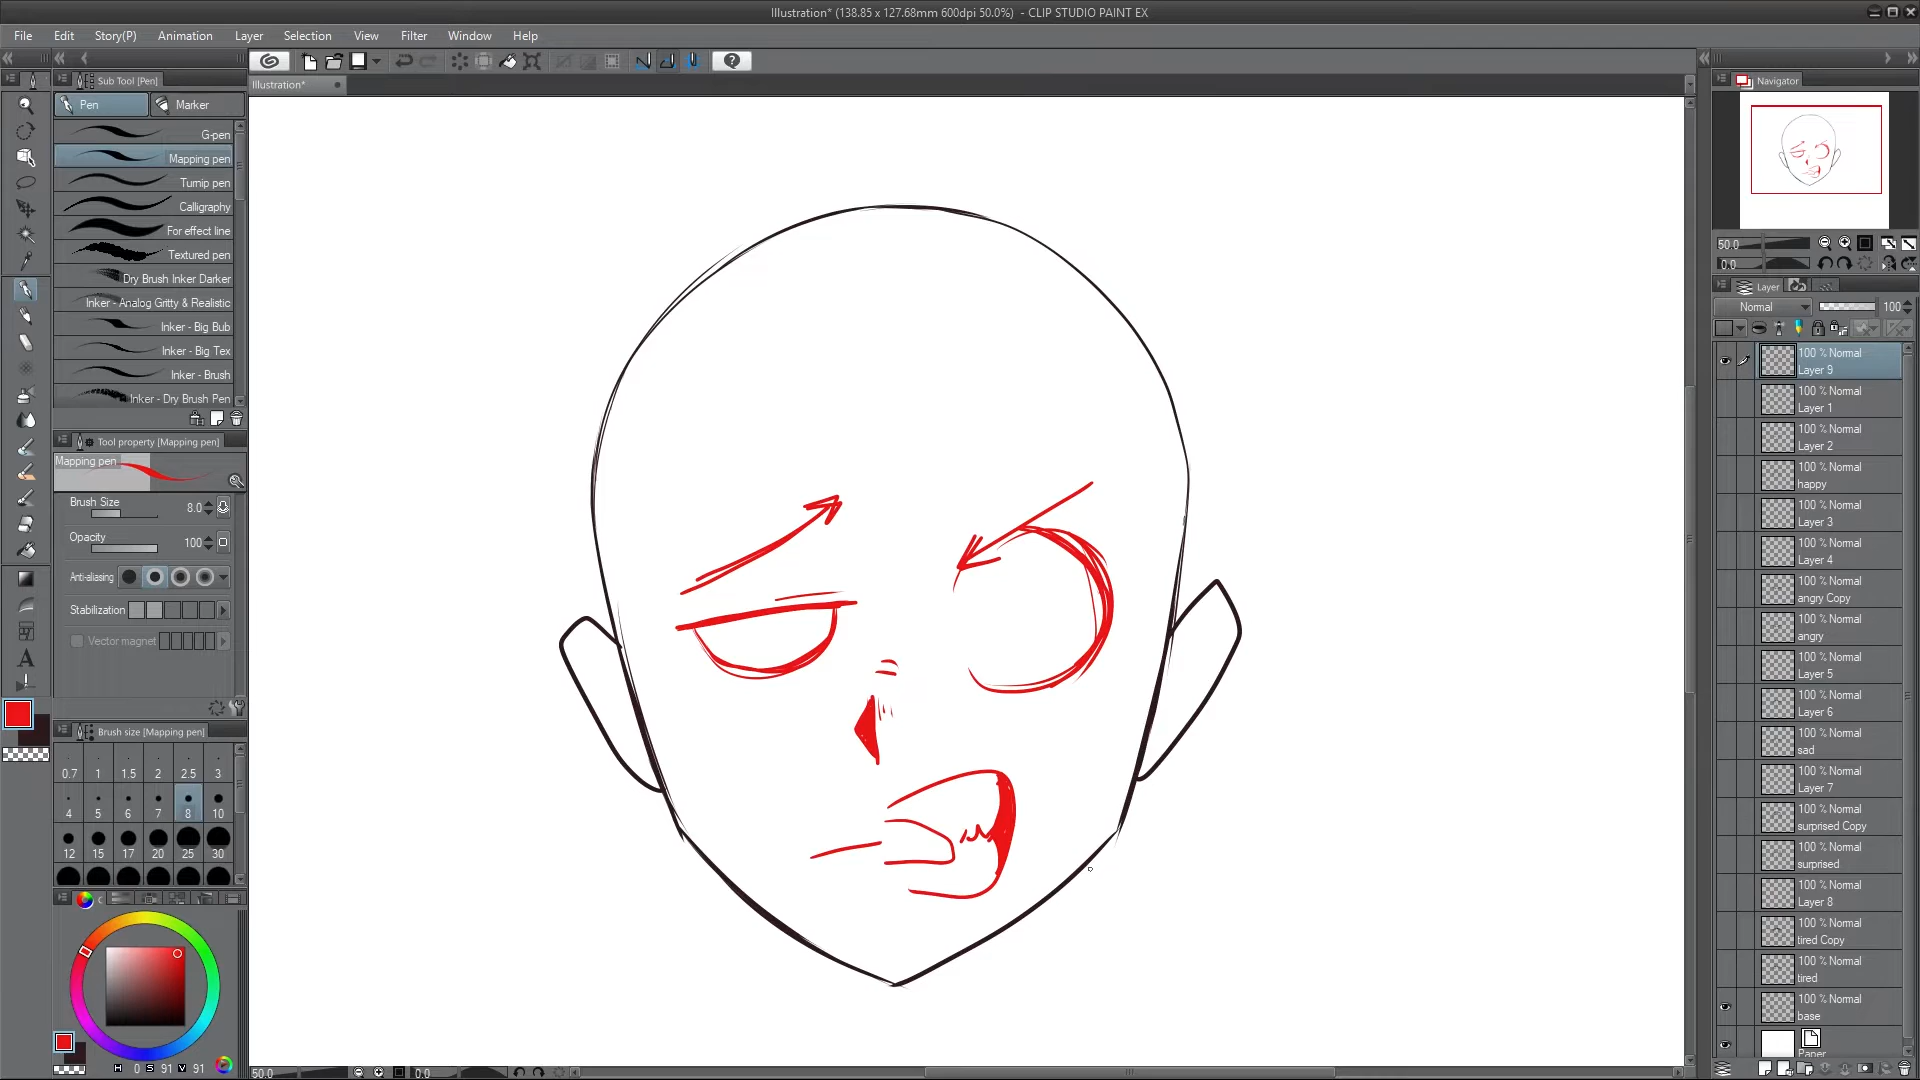 Illustration* (138.85 x 127.68mm 600dpi 50.0%) - CLIP STUDIO PAINT EX
File Edit Story(P) Animation Layer Selection View Filter Window Help
Sub Tool [Pen]
Illustration*
Navigator
Pen Marker
G-pen
Mapping pen
Turnip pen
Calligraphy
For effect line
Textured pen
Dry Brush Inker Darker
Inker - Analog Gritty & Realistic
Inker - Big Bub
Inker - Big Tex
Inker - Brush
Inker - Dry Brush Pen
Tool property [Mapping pen]
Mapping pen
Brush Size 8.0
Opacity 100
Anti-aliasing
Stabilization
Vector magnet
Brush size [Mapping pen]
0.7 1 1.5 2 2.5 3
4 5 6 7 8 10
12 15 17 20 25 30
H 0 S 91 V 91
50.0 0.0
50.0
0.0
Layer
Normal 100
100 % Normal
Layer 9
100 % Normal
Layer 1
100 % Normal
Layer 2
100 % Normal
happy
100 % Normal
Layer 3
100 % Normal
Layer 4
100 % Normal
angry Copy
100 % Normal
angry
100 % Normal
Layer 5
100 % Normal
Layer 6
100 % Normal
sad
100 % Normal
Layer 7
100 % Normal
surprised Copy
100 % Normal
surprised
100 % Normal
Layer 8
100 % Normal
tired Copy
100 % Normal
tired
100 % Normal
base
Paper